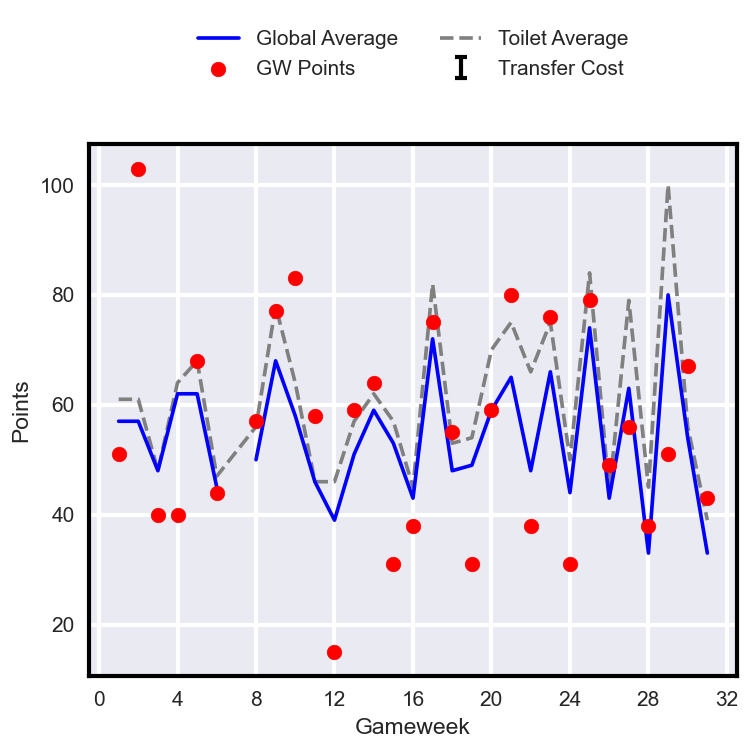 Global Average
Toilet Average
GW Points
Transfer Cost
100
80
60
40
20
Points
0 4 8 12 16 20 24 28 32
Gameweek